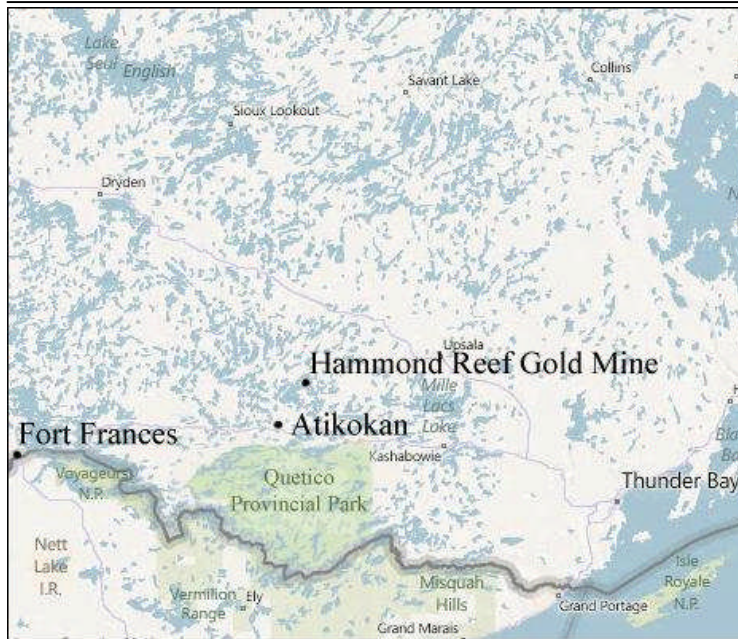 Lake
Seul
English
Savant Lake
Collins
Sioux Lookout
Dryden
N
Upsala
Hammond Reef Gold Mine
Mille
Lacs
Lake
Atikokan
Fort Frances
Kashabowie
Voyageurs
N.P.
Quetico
Provincial Park
Thunder Bay
Nett
Lake
I.R.
Vermilion
Range
Ely
Misquah
Hills
Isle
Royale
N.P.
Grand Portage
Grand Marais